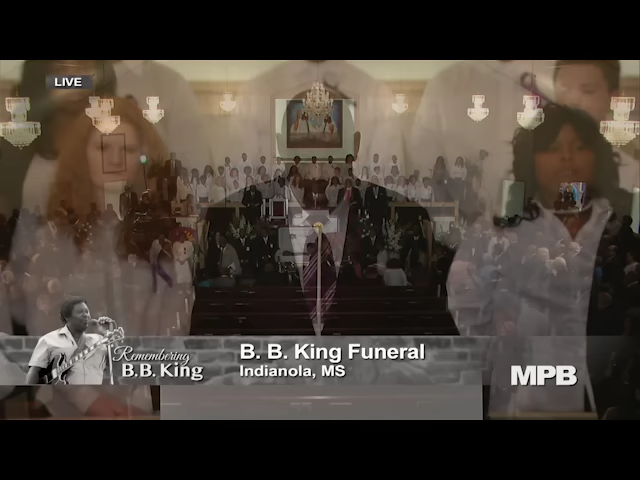 LIVE
Remembering
B.B. King
B. B. King Funeral
Indianola, MS
MPB